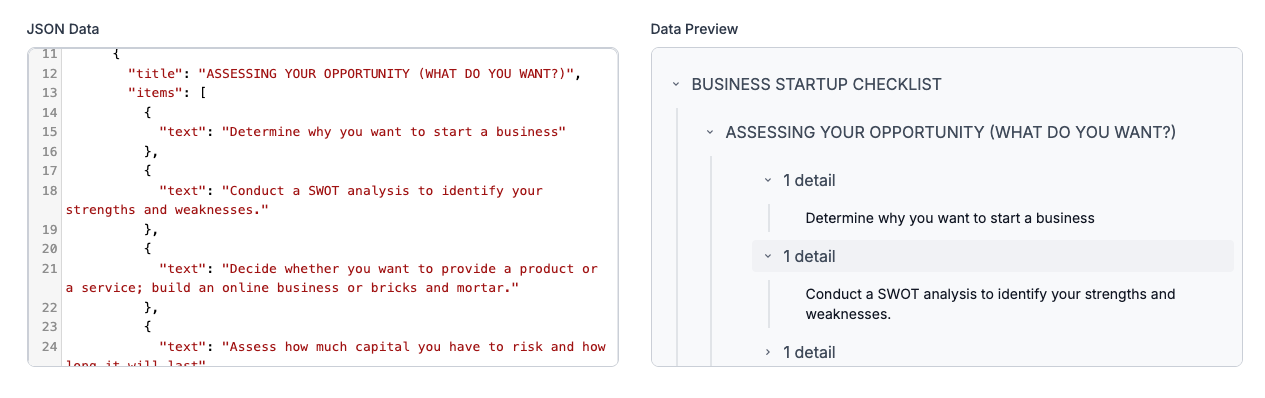 JSON Data
11 {
12 "title": "ASSESSING YOUR OPPORTUNITY (WHAT DO YOU WANT?)",
13 "items": [
14 {
15 "text": "Determine why you want to start a business"
16 },
17 {
18 "text": "Conduct a SWOT analysis to identify your
strengths and weaknesses."
19 },
20 {
21 "text": "Decide whether you want to provide a product or
a service; build an online business or bricks and mortar."
22 },
23 {
24 "text": "Assess how much capital you have to risk and how
long it will last"
Data Preview
BUSINESS STARTUP CHECKLIST
ASSESSING YOUR OPPORTUNITY (WHAT DO YOU WANT?)
1 detail
Determine why you want to start a business
1 detail
Conduct a SWOT analysis to identify your strengths and
weaknesses.
1 detail